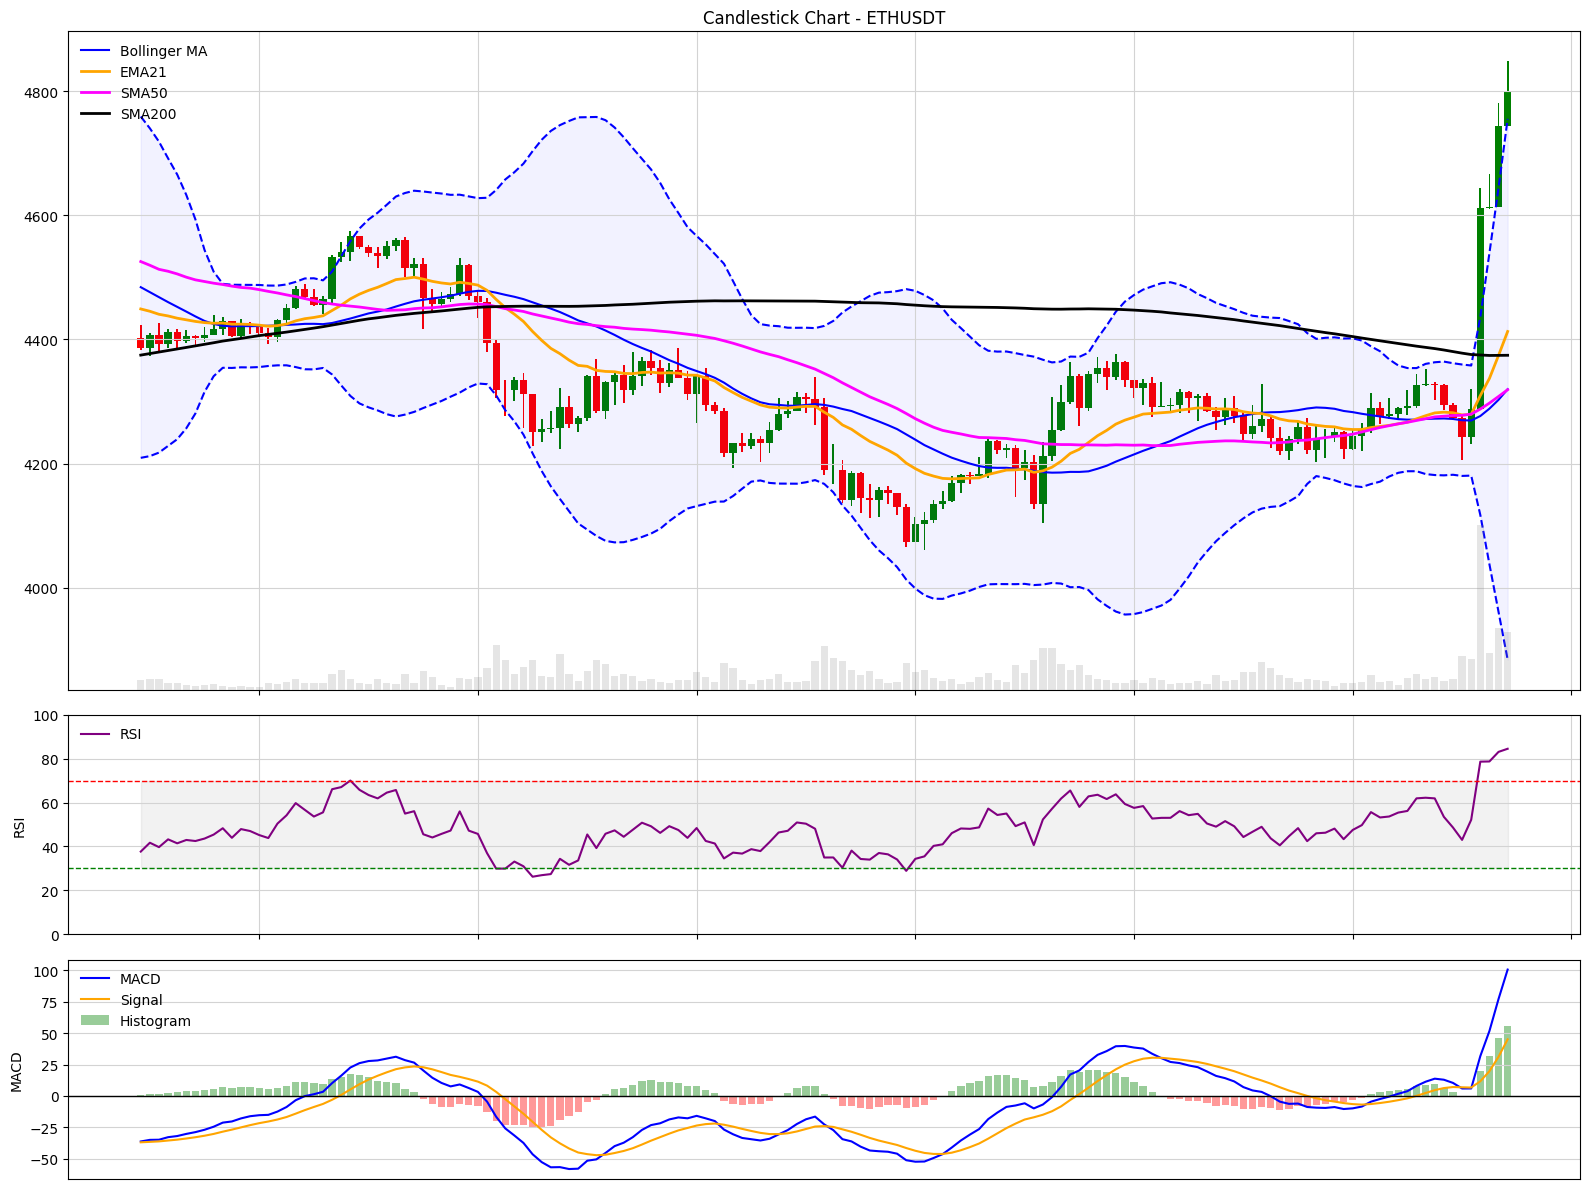 Candlestick Chart - ETHUSDT
Bollinger MA
EMA21
SMA50
SMA200
4800
4600
4400
4200
4000
RSI
RSI
100
80
60
40
20
0
MACD
MACD
Signal
Histogram
100
75
50
25
0
−25
−50